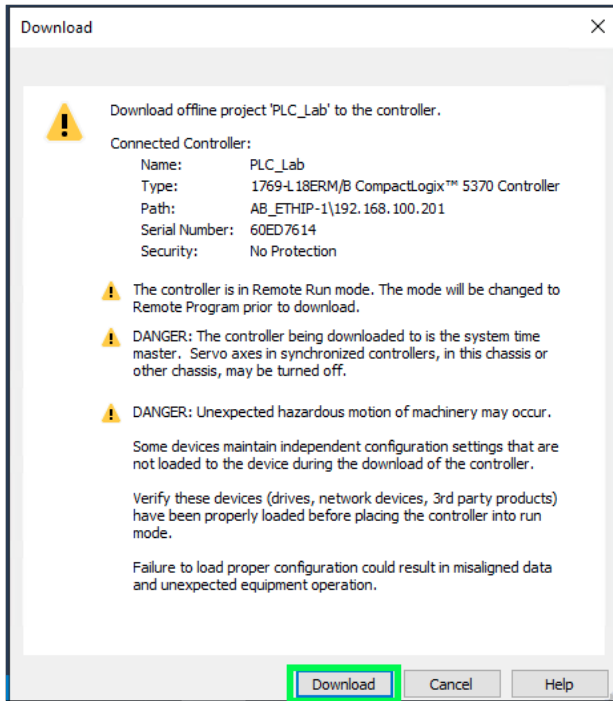 Download
Download offline project 'PLC_Lab' to the controller.
Connected Controller:
Name: PLC_Lab
Type: 1769-L18ERM/B CompactLogix™ 5370 Controller
Path: AB_ETHIP-1\192.168.100.201
Serial Number: 60ED7614
Security: No Protection
The controller is in Remote Run mode. The mode will be changed to
Remote Program prior to download.
DANGER: The controller being downloaded to is the system time
master. Servo axes in synchronized controllers, in this chassis or
other chassis, may be turned off.
DANGER: Unexpected hazardous motion of machinery may occur.
Some devices maintain independent configuration settings that are
not loaded to the device during the download of the controller.
Verify these devices (drives, network devices, 3rd party products)
have been properly loaded before placing the controller into run
mode.
Failure to load proper configuration could result in misaligned data
and unexpected equipment operation.
Download Cancel Help